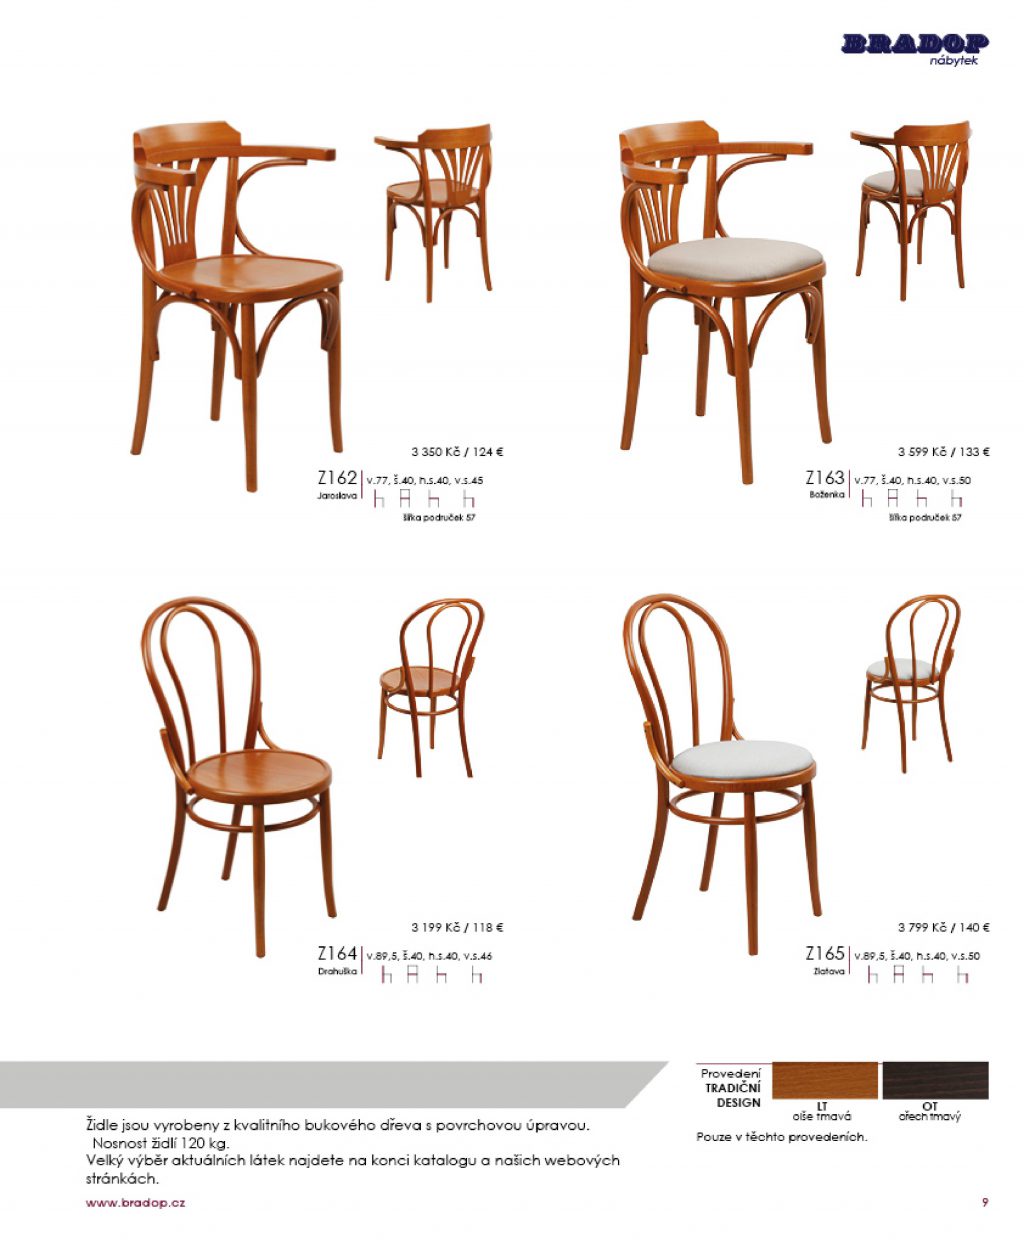 BRADOP
nábytek
3 350 Kč / 124 €
Z162 v.77, š.40, h.s.40, v.s.45
Jaroslava
šířka područek 57
3 599 Kč / 133 €
Z163 v.77, š.40, h.s.40, v.s.50
Boženka
šířka područek 57
3 199 Kč / 118 €
Z164 v.89,5, š.40, h.s.40, v.s.46
Drahuška
3 799 Kč / 140 €
Z165 v.89,5, š.40, h.s.40, v.s.50
Zlatava
Provedení
TRADIČNÍ
DESIGN
LT
olše tmavá
OT
ořech tmavý
Pouze v těchto provedeních.
Židle jsou vyrobeny z kvalitního bukového dřeva s povrchovou úpravou.
Nosnost židlí 120 kg.
Velký výběr aktuálních látek najdete na konci katalogu a našich webových
stránkách.
www.bradop.cz
9